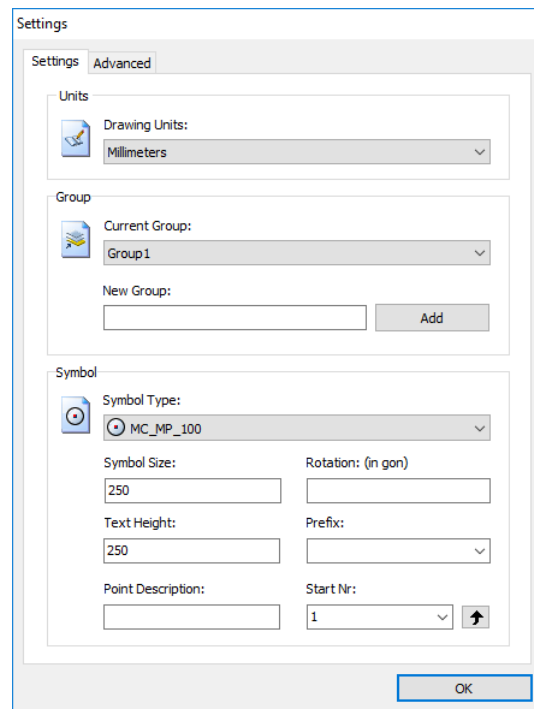 Settings
Settings Advanced
Units
Drawing Units:
Millimeters
Group
Current Group:
Group1
New Group:
Add
Symbol
Symbol Type:
MC_MP_100
Symbol Size: Rotation: (in gon)
250
Text Height: Prefix:
250
Point Description: Start Nr:
1
OK